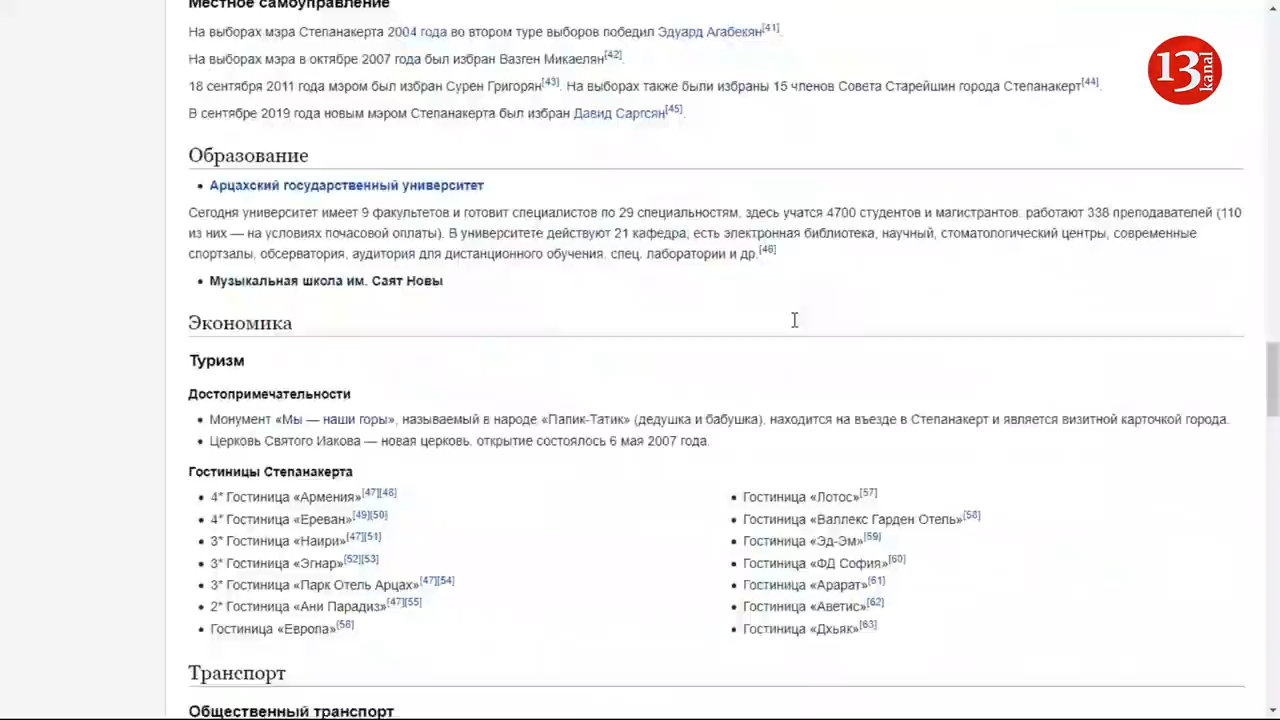 Местное самоуправление
13 kanal
На выборах мэра Степанакерта 2004 года во втором туре выборов победил Эдуард Агабекян[41].
На выборах мэра в октябре 2007 года был избран Вазген Микаелян[42].
18 сентября 2011 года мэром был избран Сурен Григорян[43]. На выборах также были избраны 15 членов Совета Старейшин города Степанакерт[44].
В сентябре 2019 года новым мэром Степанакерта был избран Давид Саргсян[45].
Образование
• Арцахский государственный университет
Сегодня университет имеет 9 факультетов и готовит специалистов по 29 специальностям, здесь учатся 4700 студентов и магистрантов, работают 338 преподавателей (110
из них — на условиях почасовой оплаты). В университете действуют 21 кафедра, есть электронная библиотека, научный, стоматологический центры, современные
спортзалы, обсерватория, аудитория для дистанционного обучения, спец. лаборатории и др.[46]
• Музыкальная школа им. Саят Новы
Экономика
Туризм
Достопримечательности
• Монумент «Мы — наши горы», называемый в народе «Папик-Татик» (дедушка и бабушка), находится на въезде в Степанакерт и является визитной карточкой города.
• Церковь Святого Иакова — новая церковь, открытие состоялось 6 мая 2007 года.
Гостиницы Степанакерта
• 4* Гостиница «Армения»[47][48]
• 4* Гостиница «Ереван»[49][50]
• 3* Гостиница «Наири»[47][51]
• 3* Гостиница «Эгнар»[52][53]
• 3* Гостиница «Парк Отель Арцах»[47][54]
• 2* Гостиница «Ани Парадиз»[47][55]
• Гостиница «Европа»[56]
• Гостиница «Лотос»[57]
• Гостиница «Валлекс Гарден Отель»[58]
• Гостиница «Эд-Эм»[59]
• Гостиница «ФД София»[60]
• Гостиница «Арарат»[61]
• Гостиница «Аветис»[62]
• Гостиница «Дхьяк»[63]
Транспорт
Общественный транспорт